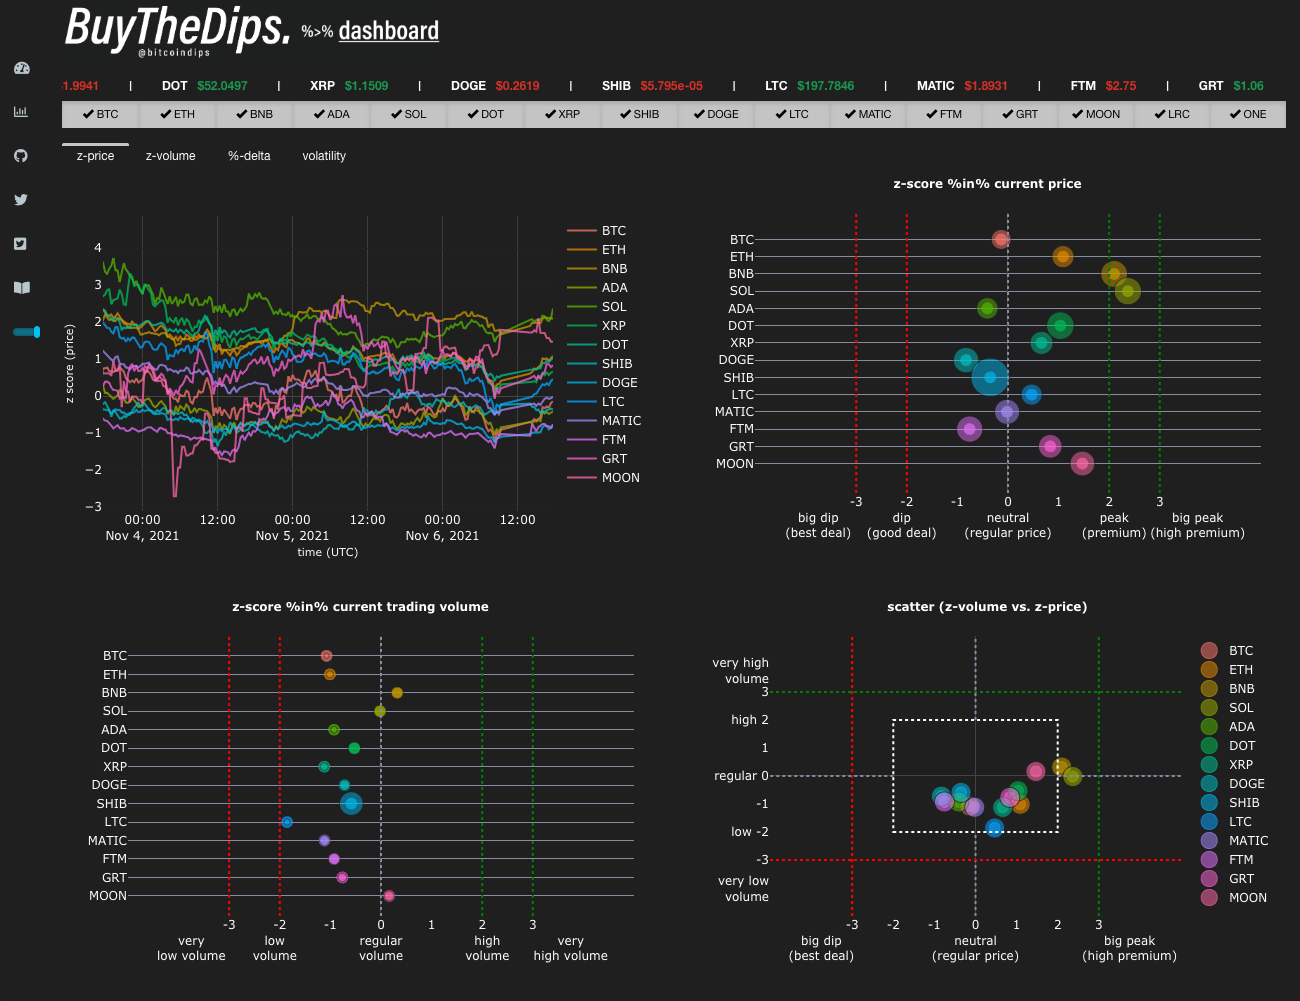 BuyTheDips. %>% dashboard
@bitcoindips
$1.9941 | DOT $52.0497 | XRP $1.1509 | DOGE $0.2619 | SHIB $5.795e-05 | LTC $197.7846 | MATIC $1.8931 | FTM $2.75 | GRT $1.06
✔ BTC ✔ ETH ✔ BNB ✔ ADA ✔ SOL ✔ DOT ✔ XRP ✔ SHIB ✔ DOGE ✔ LTC ✔ MATIC ✔ FTM ✔ GRT ✔ MOON ✔ LRC ✔ ONE
z-price z-volume %-delta volatility
z-score (price)
4
3
2
1
0
−1
−2
−3
00:00 12:00 00:00 12:00 00:00 12:00
Nov 4, 2021 Nov 5, 2021 Nov 6, 2021
time (UTC)
BTC
ETH
BNB
ADA
SOL
XRP
DOT
SHIB
DOGE
LTC
MATIC
FTM
GRT
MOON
z-score %in% current price
BTC
ETH
BNB
SOL
ADA
DOT
XRP
DOGE
SHIB
LTC
MATIC
FTM
GRT
MOON
-3 -2 -1 0 1 2 3
big dip dip neutral peak big peak
(best deal) (good deal) (regular price) (premium) (high premium)
z-score %in% current trading volume
BTC
ETH
BNB
SOL
ADA
DOT
XRP
DOGE
SHIB
LTC
MATIC
FTM
GRT
MOON
-3 -2 -1 0 1 2 3
very low regular high very
low volume volume volume volume high volume
scatter (z-volume vs. z-price)
very high
volume
3
high 2
1
regular 0
-1
low -2
-3
very low
volume
-3 -2 -1 0 1 2 3
big dip neutral big peak
(best deal) (regular price) (high premium)
BTC
ETH
BNB
SOL
ADA
DOT
XRP
DOGE
SHIB
LTC
MATIC
FTM
GRT
MOON